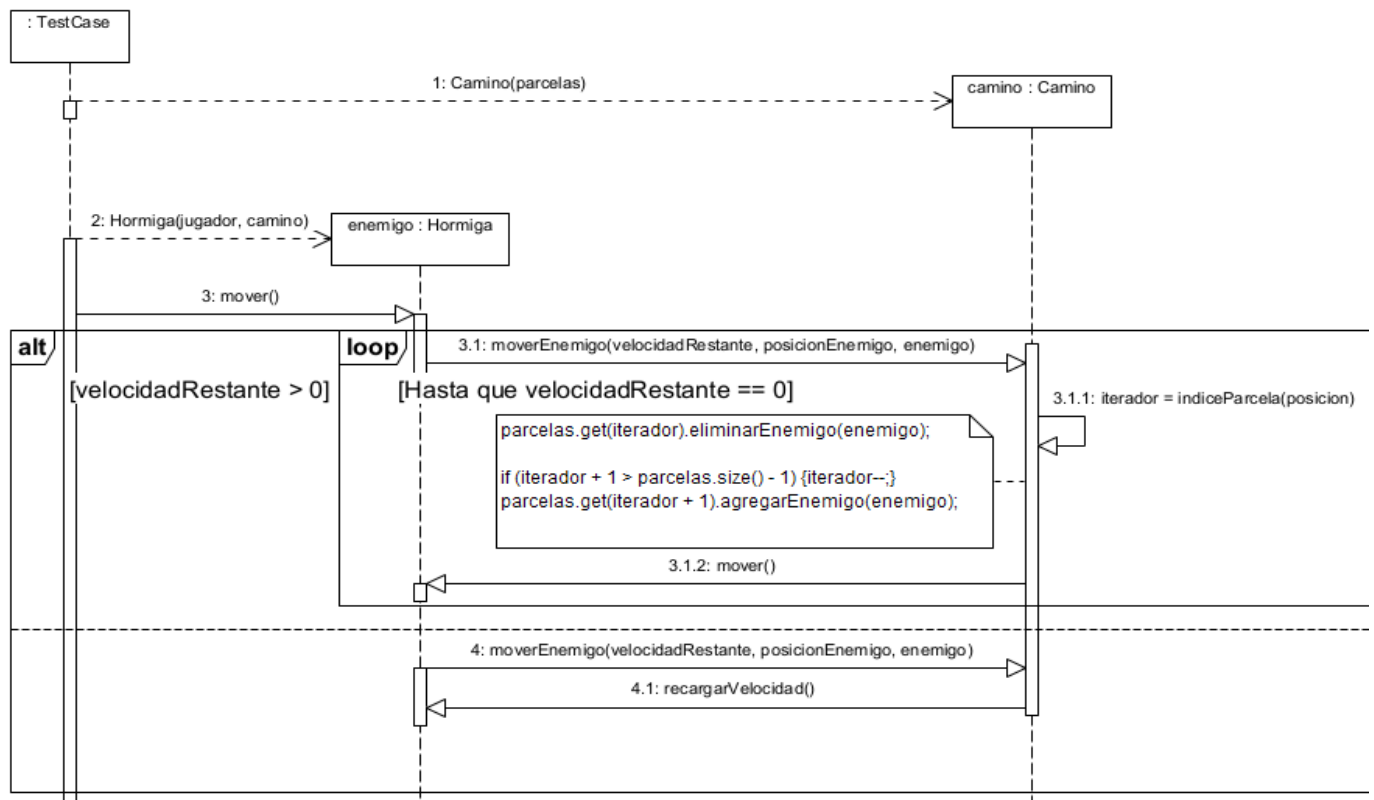 : TestCase
1: Camino(parcelas)
camino : Camino
2: Hormiga(jugador, camino)
enemigo : Hormiga
3: mover()
alt
loop
3.1: moverEnemigo(velocidadRestante, posicionEnemigo, enemigo)
[velocidadRestante > 0]
[Hasta que velocidadRestante == 0]
3.1.1: iterador = indiceParcela(posicion)
parcelas.get(iterador).eliminarEnemigo(enemigo);
if (iterador + 1 > parcelas.size() - 1) {iterador--;}
parcelas.get(iterador + 1).agregarEnemigo(enemigo);
3.1.2: mover()
4: moverEnemigo(velocidadRestante, posicionEnemigo, enemigo)
4.1: recargarVelocidad()